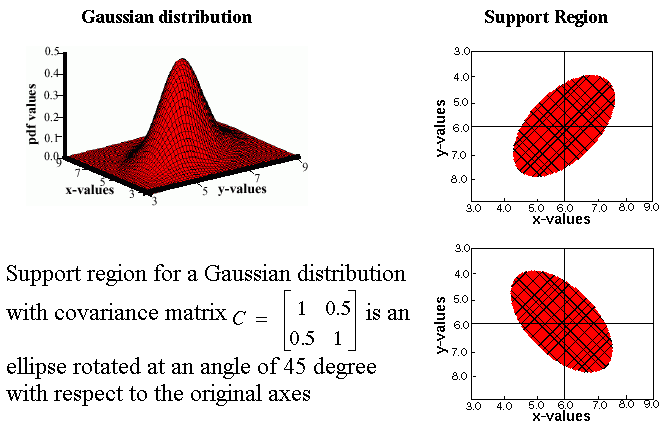 Gaussian distribution
Support Region
0.5
0.4
0.3
0.2
0.1
0.0
pdf values
9
7
5
3
x-values
3
5
7
9
y-values
3.0
4.0
5.0
6.0
7.0
8.0
y-values
3.0 4.0 5.0 6.0 7.0 8.0 9.0
x-values
Support region for a Gaussian distribution
with covariance matrix C = [1 0.5
0.5 1] is an
ellipse rotated at an angle of 45 degree
with respect to the original axes
3.0
4.0
5.0
6.0
7.0
8.0
y-values
3.0 4.0 5.0 6.0 7.0 8.0 9.0
x-values